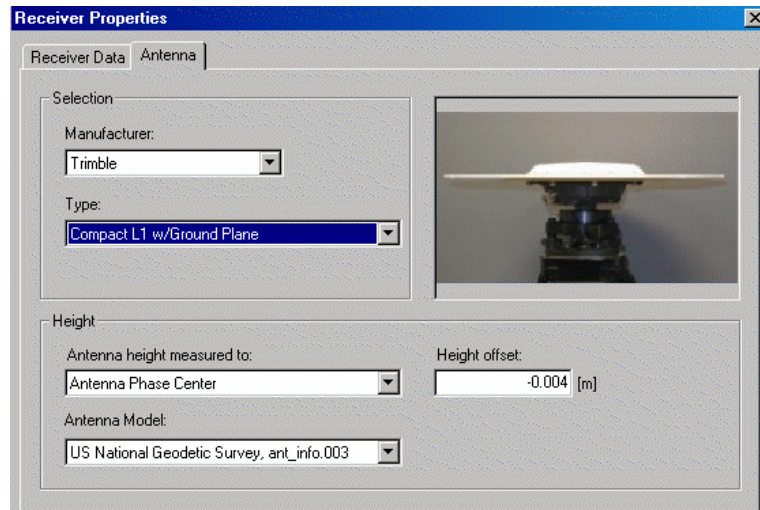 Receiver Properties
Receiver Data Antenna
Selection
Manufacturer:
Trimble
Type:
Compact L1 w/Ground Plane
Height
Antenna height measured to: Height offset:
Antenna Phase Center -0.004 [m]
Antenna Model:
US National Geodetic Survey, ant_info.003